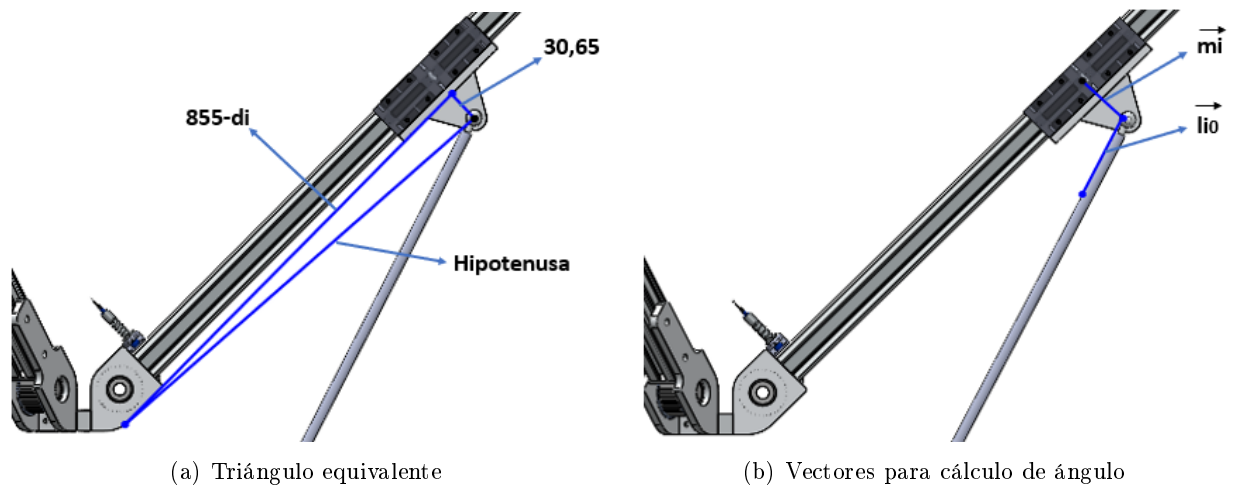 30,65
855-di
Hipotenusa
(a) Triángulo equivalente
mi
li0
(b) Vectores para cálculo de ángulo